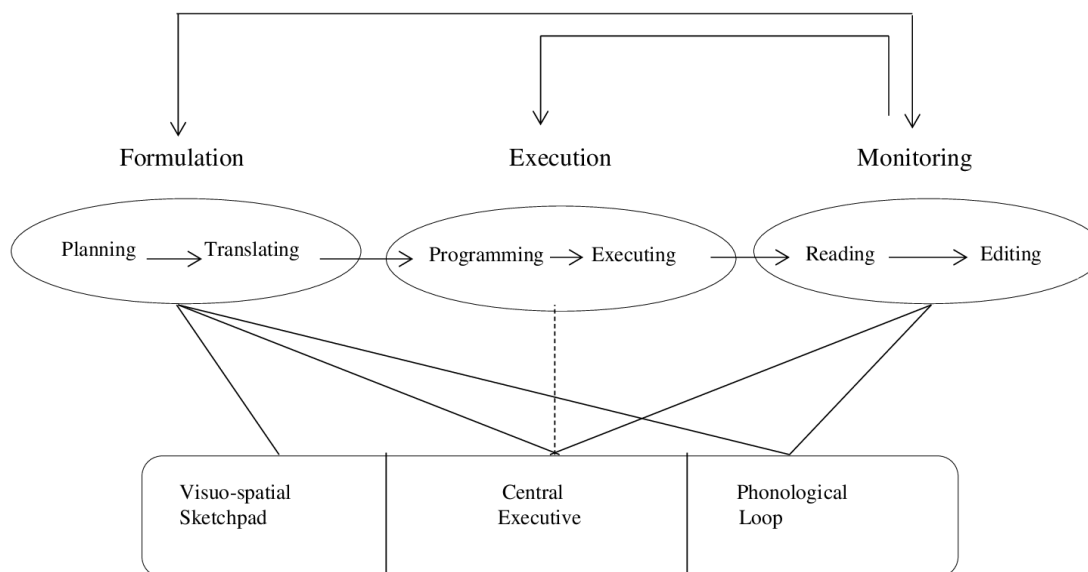 Formulation Execution Monitoring
Planning Translating Programming Executing Reading Editing
Visuo-spatial Central Phonological
Sketchpad Executive Loop